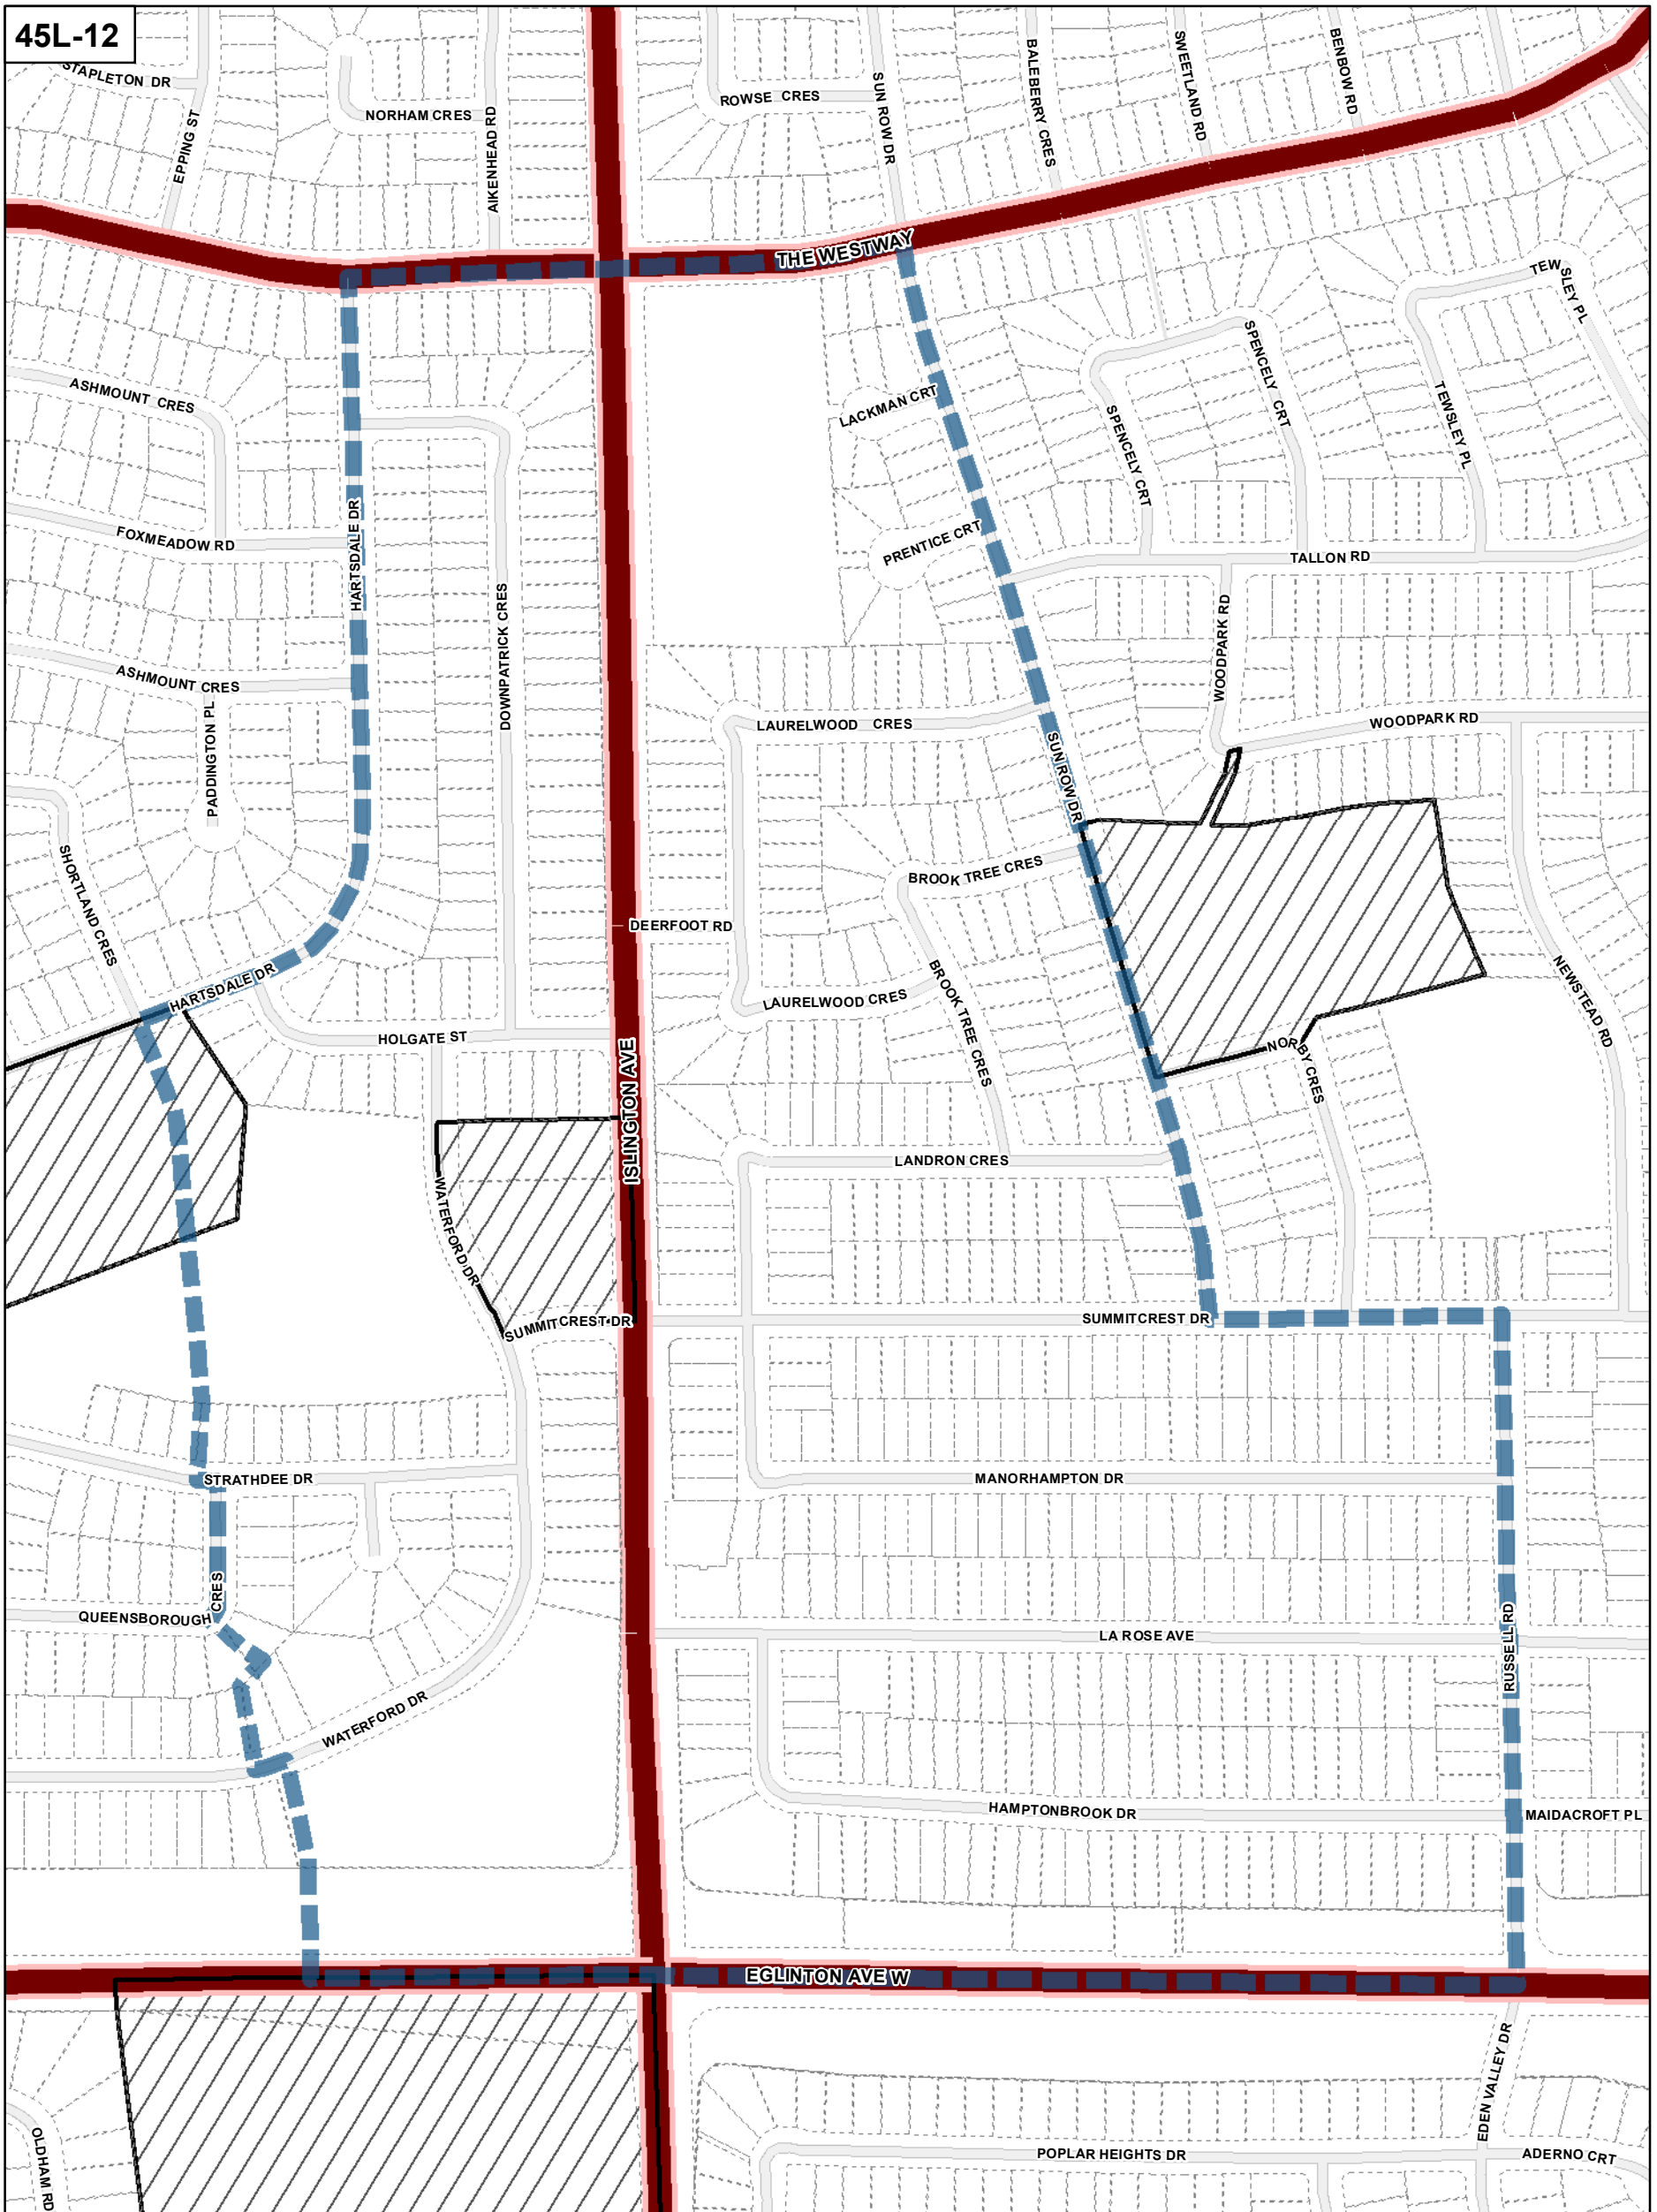 45L-12
STAPLETON DR
EPPING ST
NORHAM CRES
AIKENHEAD RD
ROWSE CRES
SUN ROW DR
BALEBERRY CRES
SWEETLAND RD
BENBOW RD
THE WESTWAY
TEWSLEY PL
ASHMOUNT CRES
LACKMAN CRT
SPENCELY CRT
SPENCELY CRT
TEWSLEY PL
FOXMEADOW RD
HARTSDALE DR
PRENTICE CRT
TALLON RD
WOODPARK RD
DOWNPATRICK CRES
ASHMOUNT CRES
PADDINGTON PL
LAURELWOOD CRES
WOODPARK RD
SUN ROW DR
SHORTLAND CRES
BROOK TREE CRES
DEERFOOT RD
HARTSDALE DR
LAURELWOOD CRES
BROOK TREE CRES
NEWSTEAD RD
HOLGATE ST
NORBY CRES
ISLINGTON AVE
LANDRON CRES
WATERFORD DR
SUMMITCREST DR
SUMMITCREST DR
STRATHDEE DR
MANORHAMPTON DR
QUEENSBOROUGH CRES
LA ROSE AVE
RUSSELL RD
WATERFORD DR
HAMPTONBROOK DR
MAIDACROFT PL
EGLINTON AVE W
EDEN VALLEY DR
OLDHAM RD
POPLAR HEIGHTS DR
ADERNO CRT